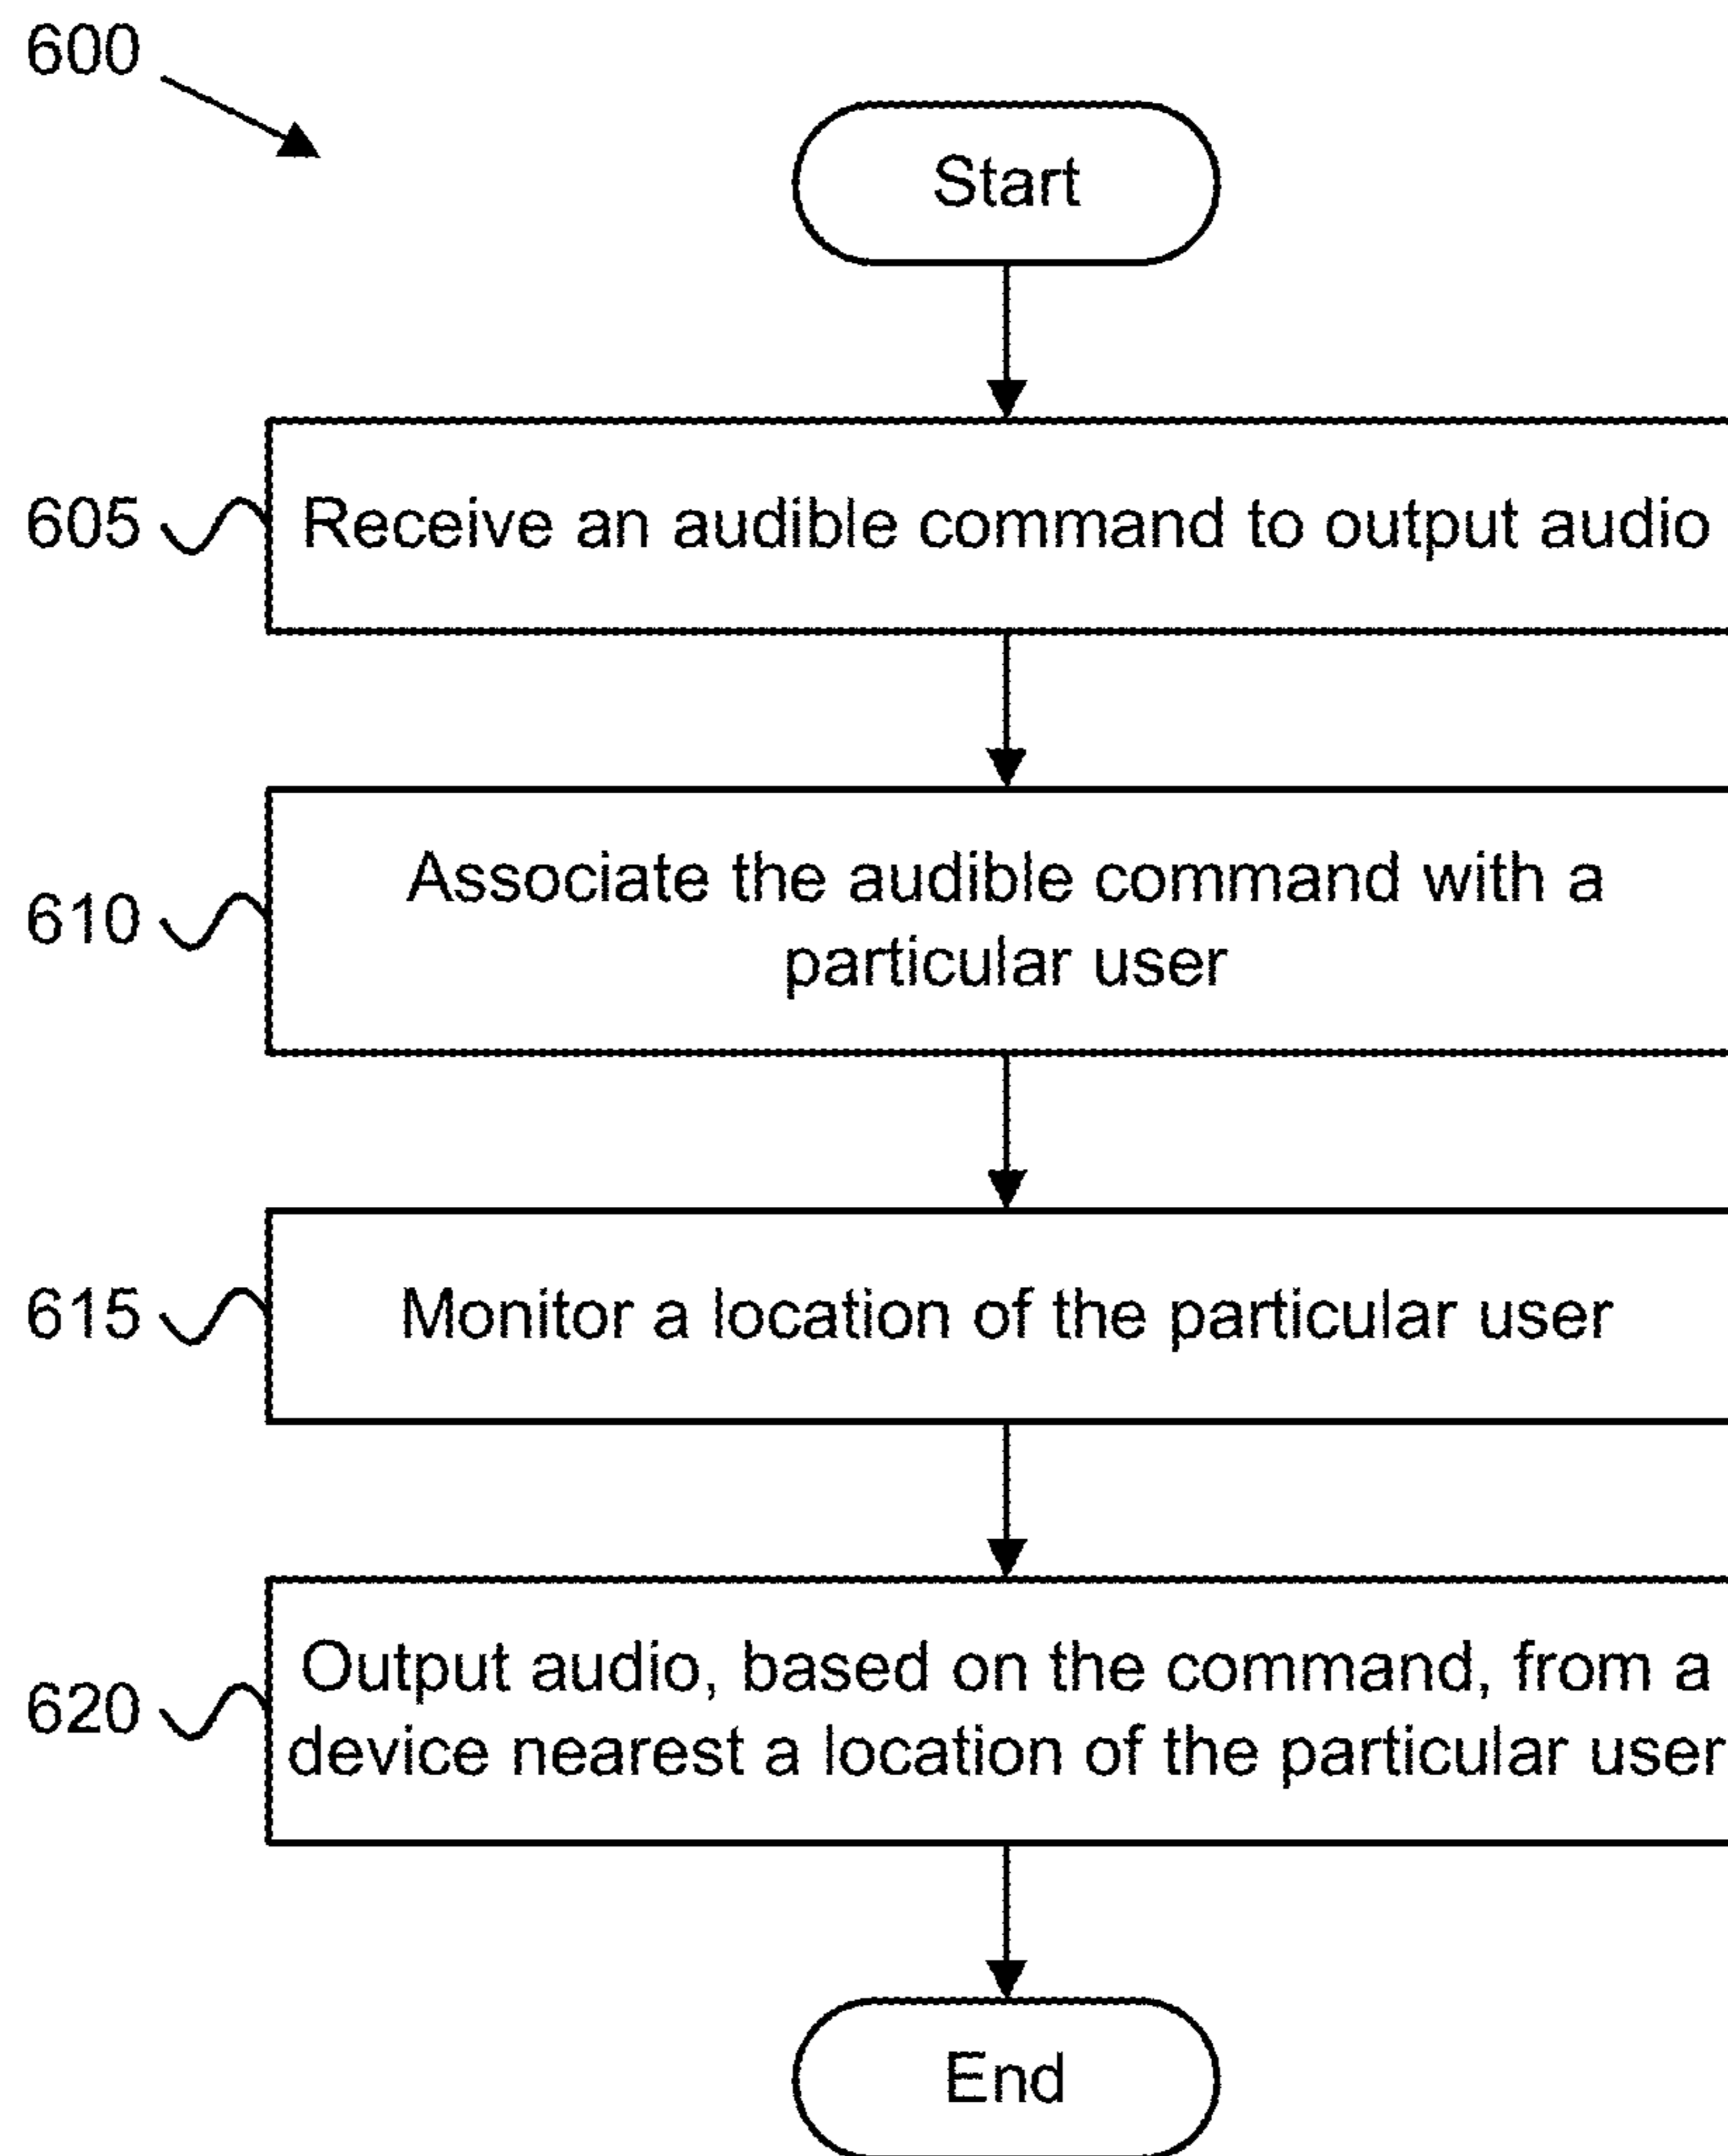 600
Start
605
Receive an audible command to output audio
610
Associate the audible command with a
particular user
615
Monitor a location of the particular user
620
Output audio, based on the command, from a
device nearest a location of the particular user
End